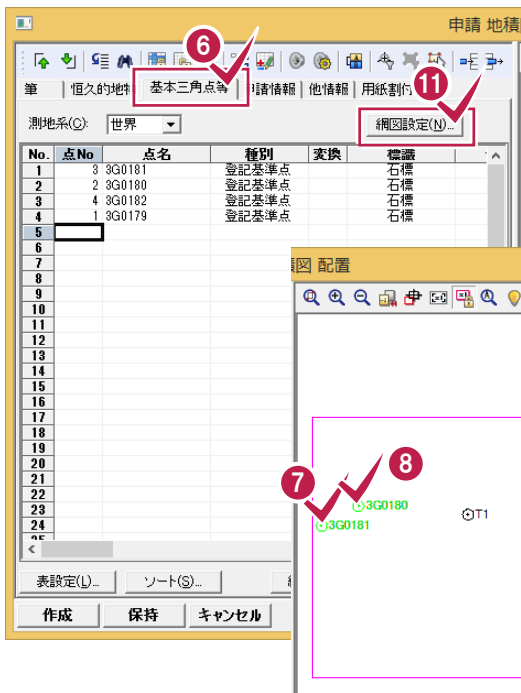 申請 地積
6
11
筆 恒久的地物 基本三角点等 申請情報 他情報 用紙割付
測地系(C): 世界 網図設定(N)...
No. 点No 点名 種別 変換 標識
1 3 3G0181 登記基準点 石標
2 2 3G0180 登記基準点 石標
3 4 3G0182 登記基準点 石標
4 1 3G0179 登記基準点 石標
5
6
7
8
9
10
11
12
13
14
15
16
17
18
19
20
21
22
23
24
25
表設定(L)... ソート(S)...
作成 保持 キャンセル
図 配置
7
8
3G0180
3G0181
T1